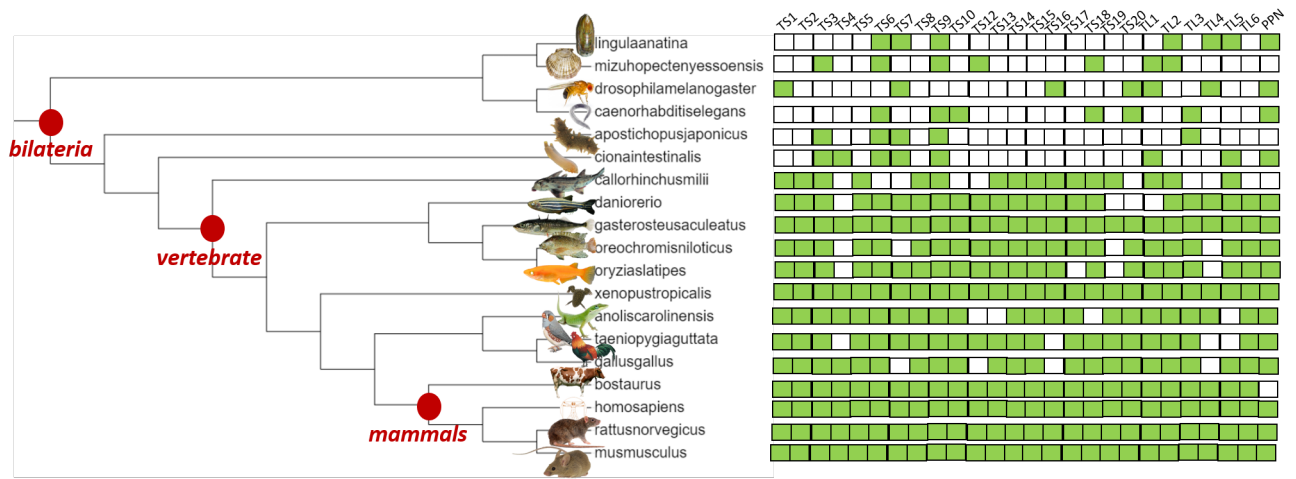 TS1 TS2 TS3 TS4 TS5 TS6 TS7 TS8 TS9 TS10 TS12 TS13 TS14 TS15 TS16 TS17 TS18 TS19 TS20 TL1 TL2 TL3 TL4 TL5 TL6 PPN
lingulaanatina
mizuhopectenyessoensis
drosophilamelanogaster
caenorhabditiselegans
apostichopusjaponicus
cionaintestinalis
callorhinchusmilii
daniorerio
gasterosteusaculeatus
oreochromisniloticus
oryziaslatipes
xenopustropicalis
anoliscarolinensis
taeniopygiaguttata
gallusgallus
bostaurus
homosapiens
rattusnorvegicus
musmusculus
bilateria
vertebrate
mammals